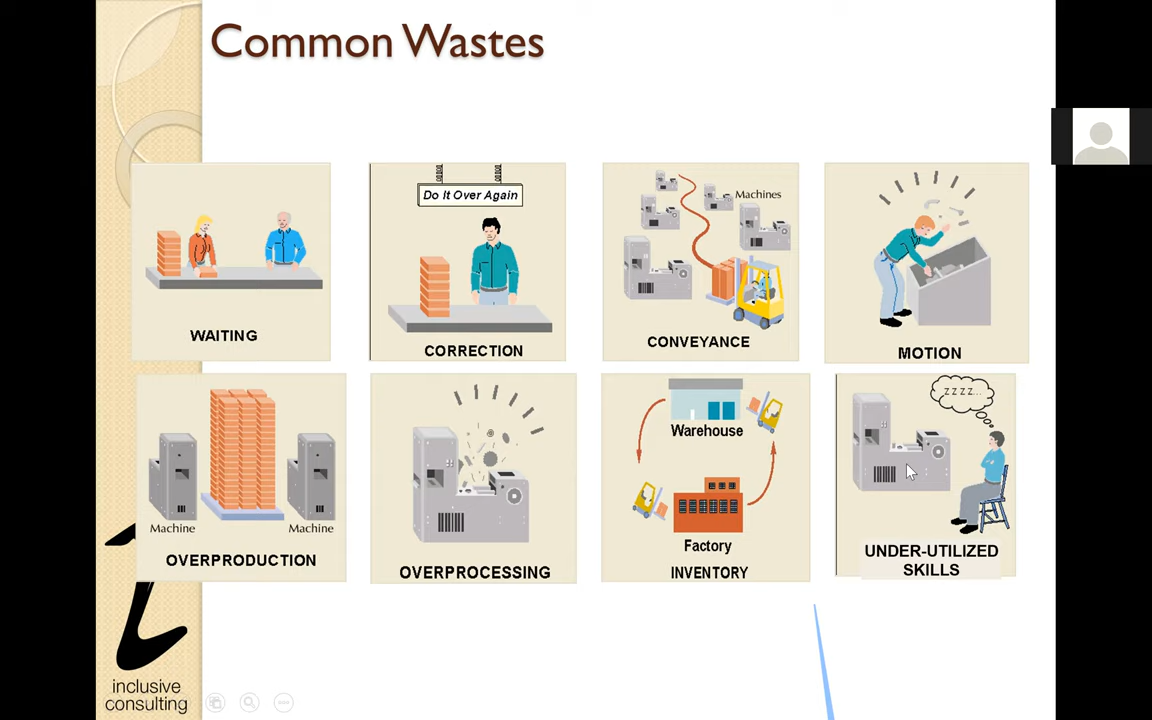 Common Wastes
WAITING
Do It Over Again
CORRECTION
Machines
CONVEYANCE
MOTION
Machine
Machine
OVERPRODUCTION
OVERPROCESSING
Warehouse
Factory
INVENTORY
Z Z Z Z...
UNDER-UTILIZED
SKILLS
inclusive
consulting